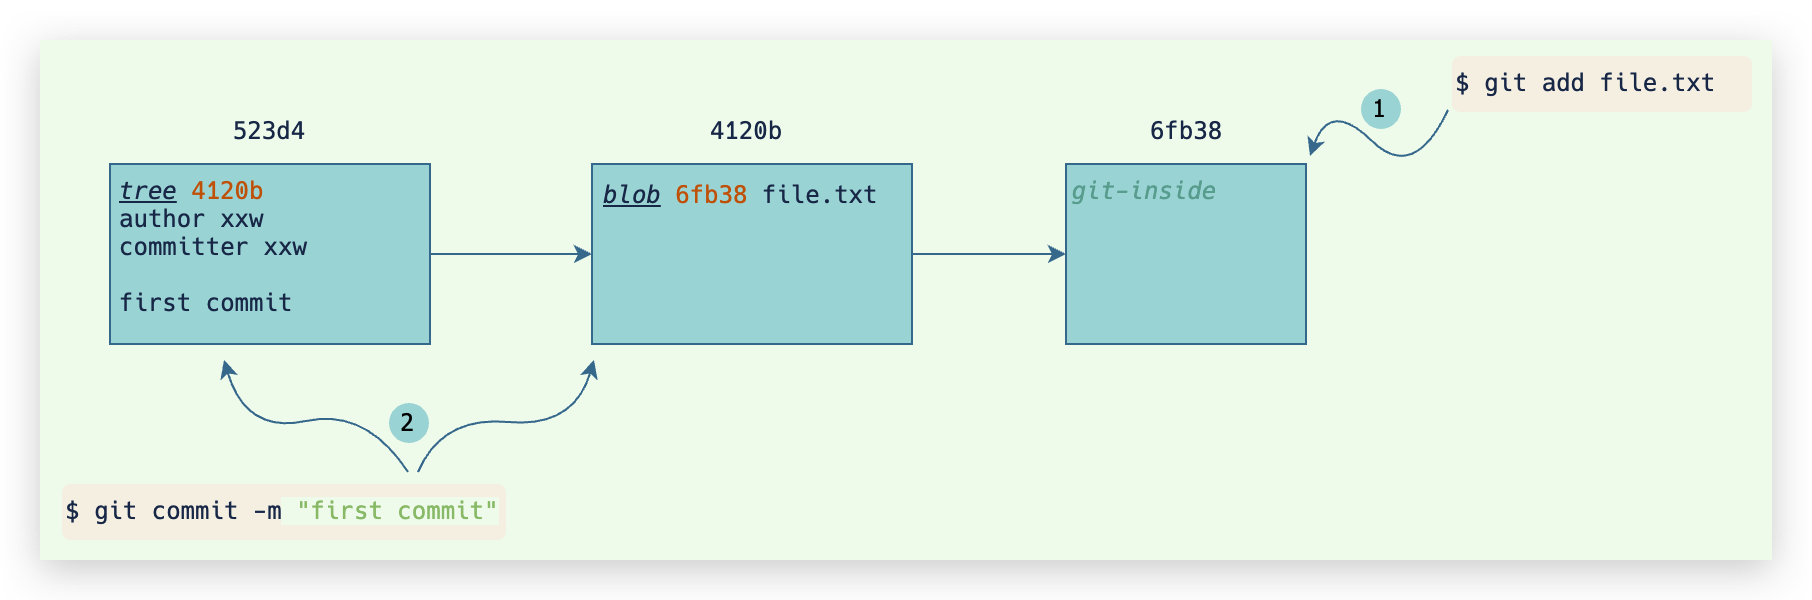 $ git add file.txt
1
523d4
4120b
6fb38
tree 4120b
author xxw
committer xxw
first commit
blob 6fb38 file.txt
git-inside
2
$ git commit -m "first commit"